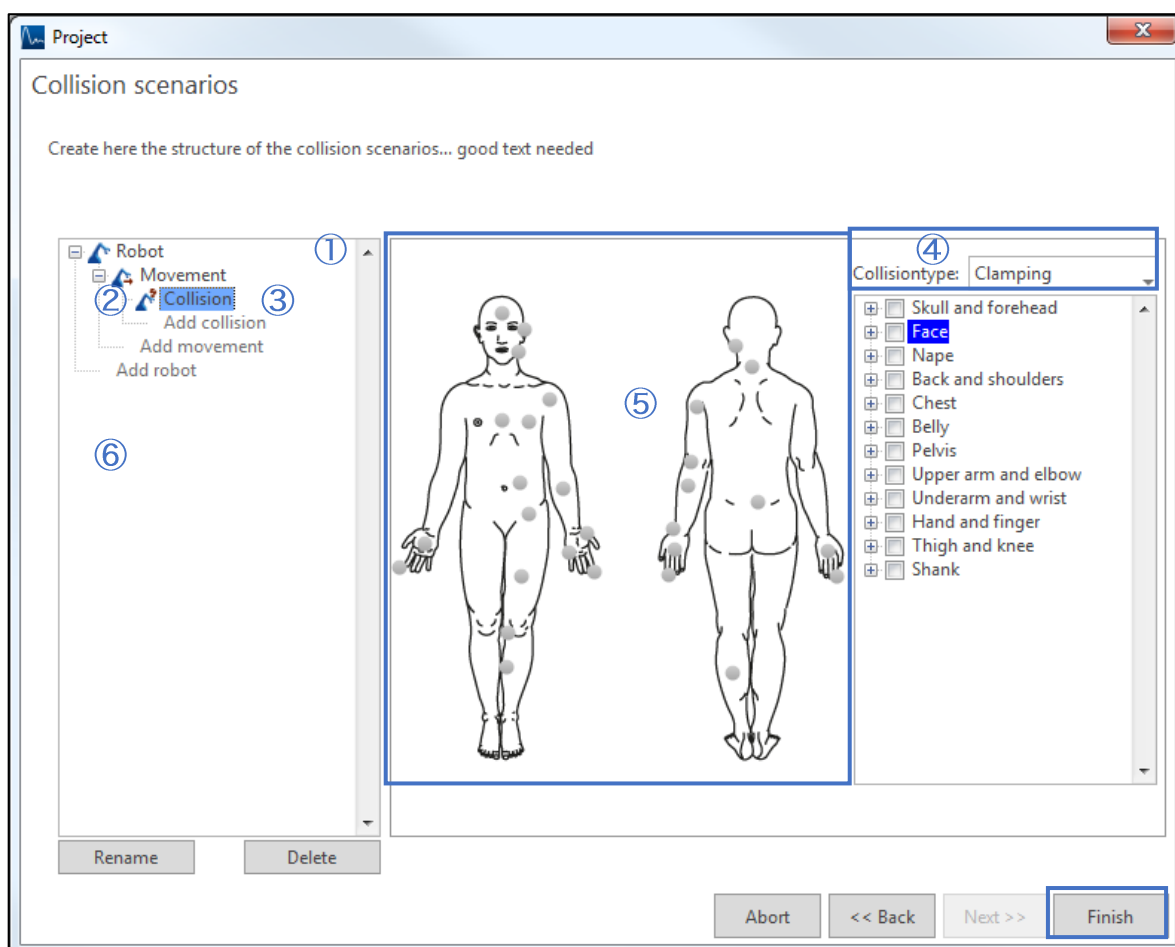 Project
Collision scenarios
Create here the structure of the collision scenarios... good text needed
Robot ①
Movement
② Collision ③
Add collision
Add movement
Add robot
⑥
⑤
④
Collisiontype: Clamping
Skull and forehead
Face
Nape
Back and shoulders
Chest
Belly
Pelvis
Upper arm and elbow
Underarm and wrist
Hand and finger
Thigh and knee
Shank
Rename Delete
Abort << Back Next >> Finish